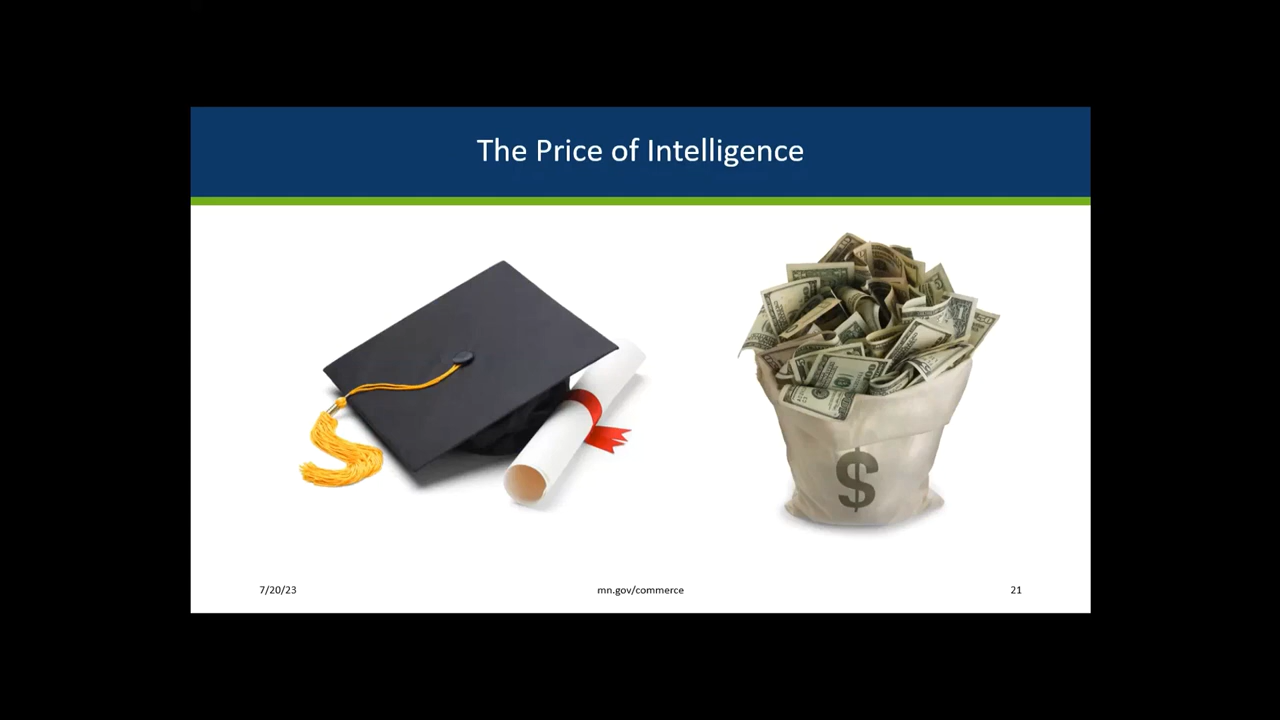 The Price of Intelligence
$
7/20/23
mn.gov/commerce
21